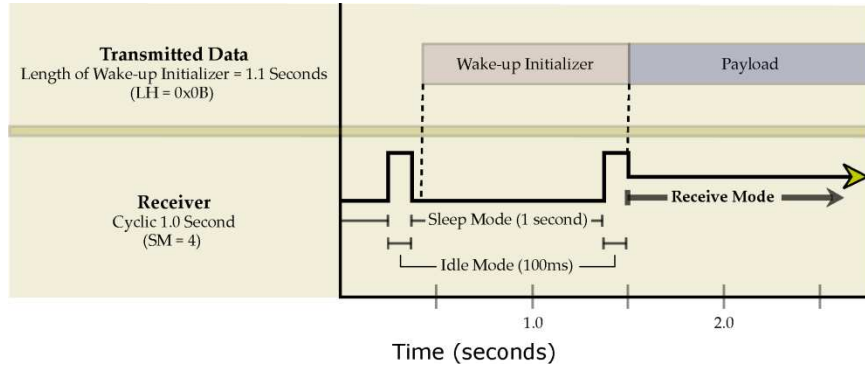 Transmitted Data
Length of Wake-up Initializer = 1.1 Seconds
(LH = 0x0B)
Wake-up Initializer
Payload
Receiver
Cyclic 1.0 Second
(SM = 4)
Receive Mode
Sleep Mode (1 second)
Idle Mode (100ms)
1.0
2.0
Time (seconds)